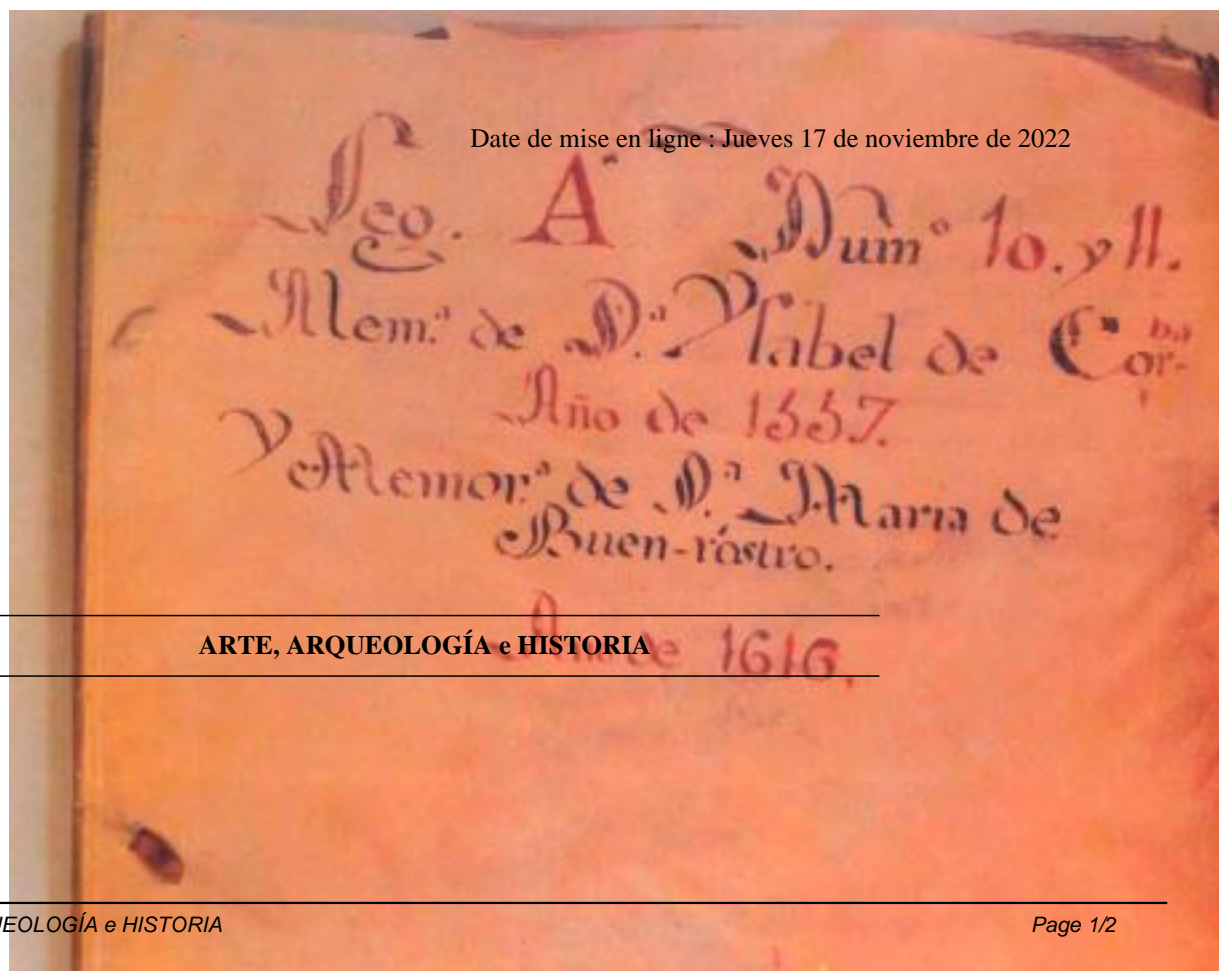 Date de mise en ligne : Jueves 17 de noviembre de 2022
Leg. A Num° 10. y 11.
Mem.ª de D.ª Ysabel de Cor-ba
Año de 1557.
Y Memor.ª de D.ª Maria de
Buen-rostro.
Año de 1616.
ARTE, ARQUEOLOGÍA e HISTORIA
EOLOGÍA e HISTORIA Page 1/2